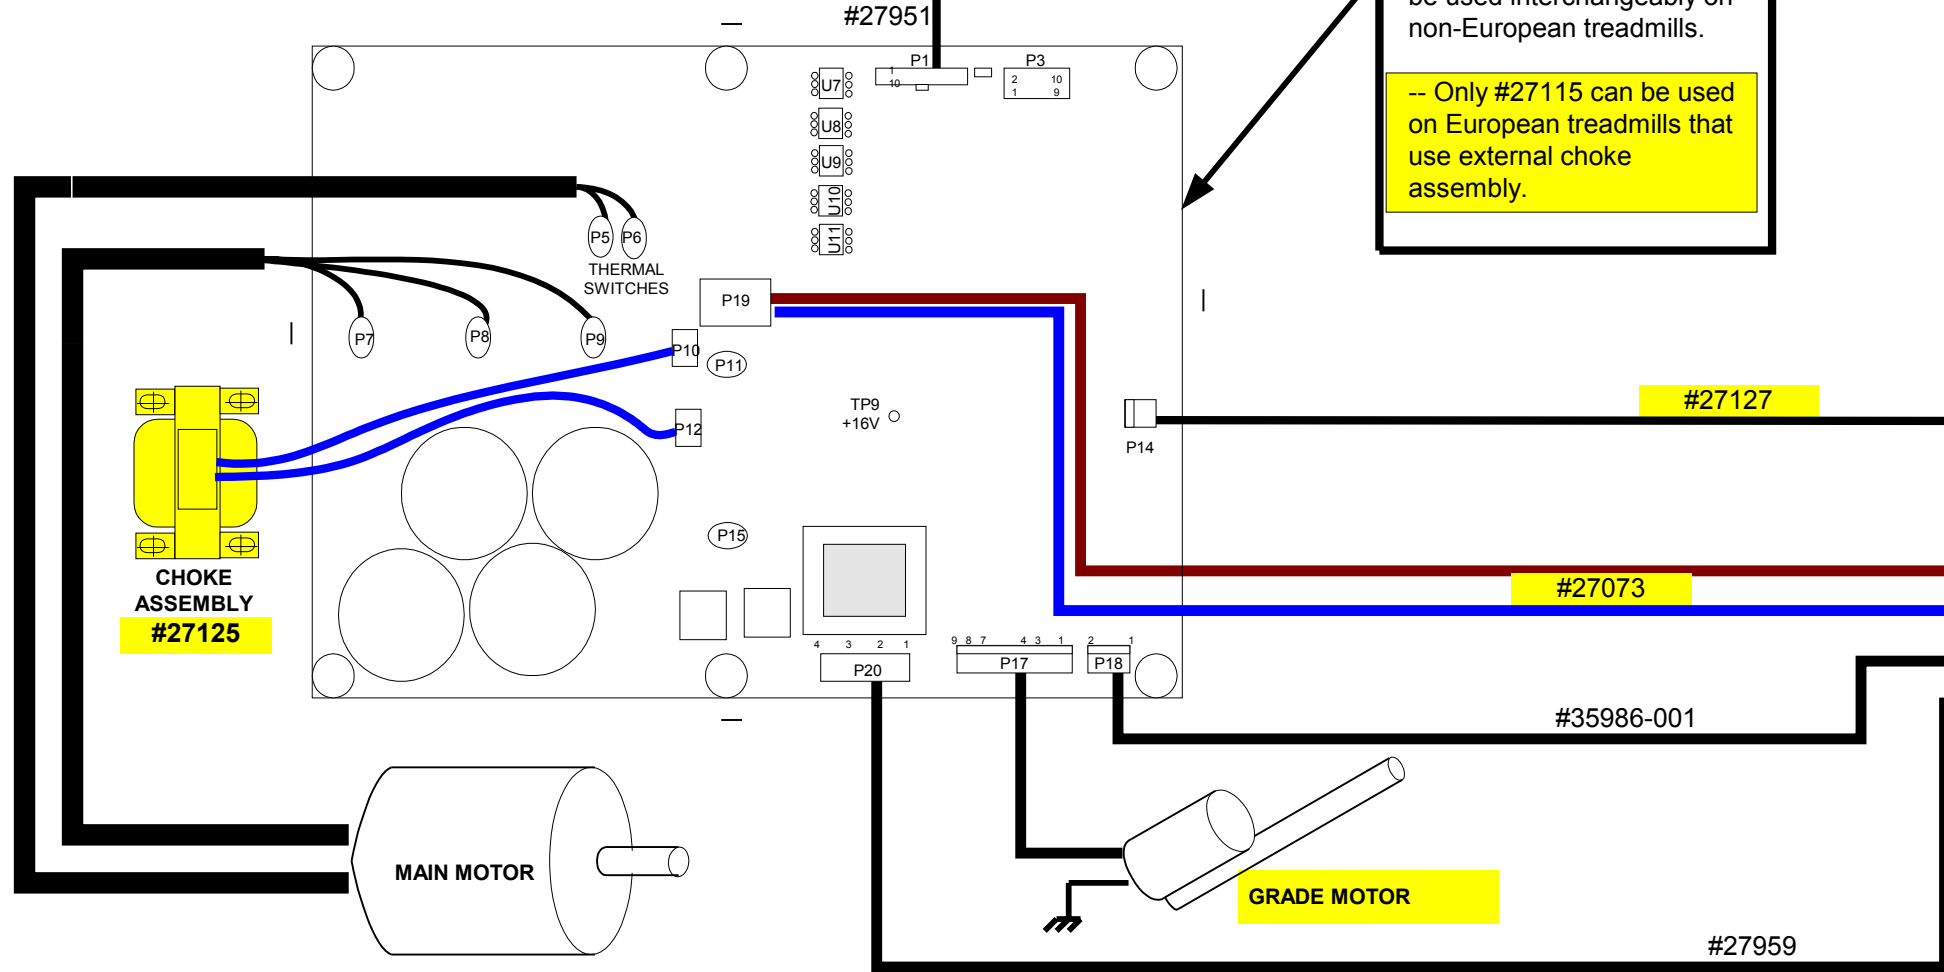 #27951
be used interchangeably on
non-European treadmills.
-- Only #27115 can be used
on European treadmills that
use external choke
assembly.
P1
1
10
P3
2 10
1 9
U7
U8
U9
U10
U11
P5 P6
THERMAL
SWITCHES
P19
P7 P8 P9
P10
P11
P12
TP9
+16V
P14
#27127
P15
CHOKE
ASSEMBLY
#27125
#27073
4 3 2 1
P20
9 8 7 4 3 1
P17
2 1
P18
#35986-001
MAIN MOTOR
GRADE MOTOR
#27959